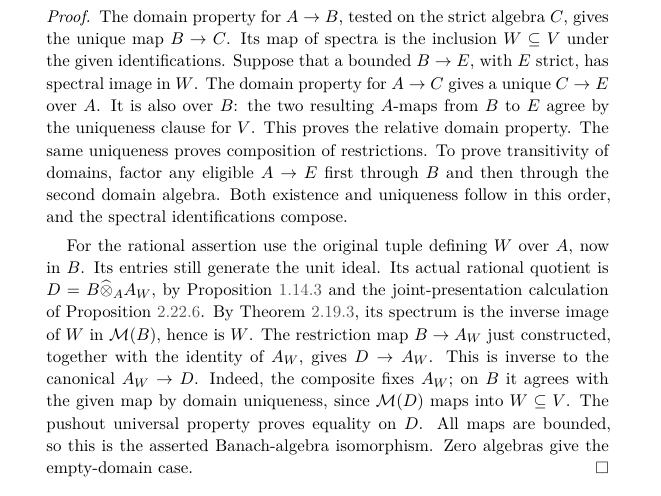 Proof. The domain property for A → B, tested on the strict algebra C, gives
the unique map B → C. Its map of spectra is the inclusion W ⊆ V under
the given identifications. Suppose that a bounded B → E, with E strict, has
spectral image in W. The domain property for A → C gives a unique C → E
over A. It is also over B: the two resulting A-maps from B to E agree by
the uniqueness clause for V. This proves the relative domain property. The
same uniqueness proves composition of restrictions. To prove transitivity of
domains, factor any eligible A → E first through B and then through the
second domain algebra. Both existence and uniqueness follow in this order,
and the spectral identifications compose.
For the rational assertion use the original tuple defining W over A, now
in B. Its entries still generate the unit ideal. Its actual rational quotient is
D = B⊗̂_A A_W, by Proposition 1.14.3 and the joint-presentation calculation
of Proposition 2.22.6. By Theorem 2.19.3, its spectrum is the inverse image
of W in ℳ(B), hence is W. The restriction map B → A_W just constructed,
together with the identity of A_W, gives D → A_W. This is inverse to the
canonical A_W → D. Indeed, the composite fixes A_W; on B it agrees with
the given map by domain uniqueness, since ℳ(D) maps into W ⊆ V. The
pushout universal property proves equality on D. All maps are bounded,
so this is the asserted Banach-algebra isomorphism. Zero algebras give the
empty-domain case. □